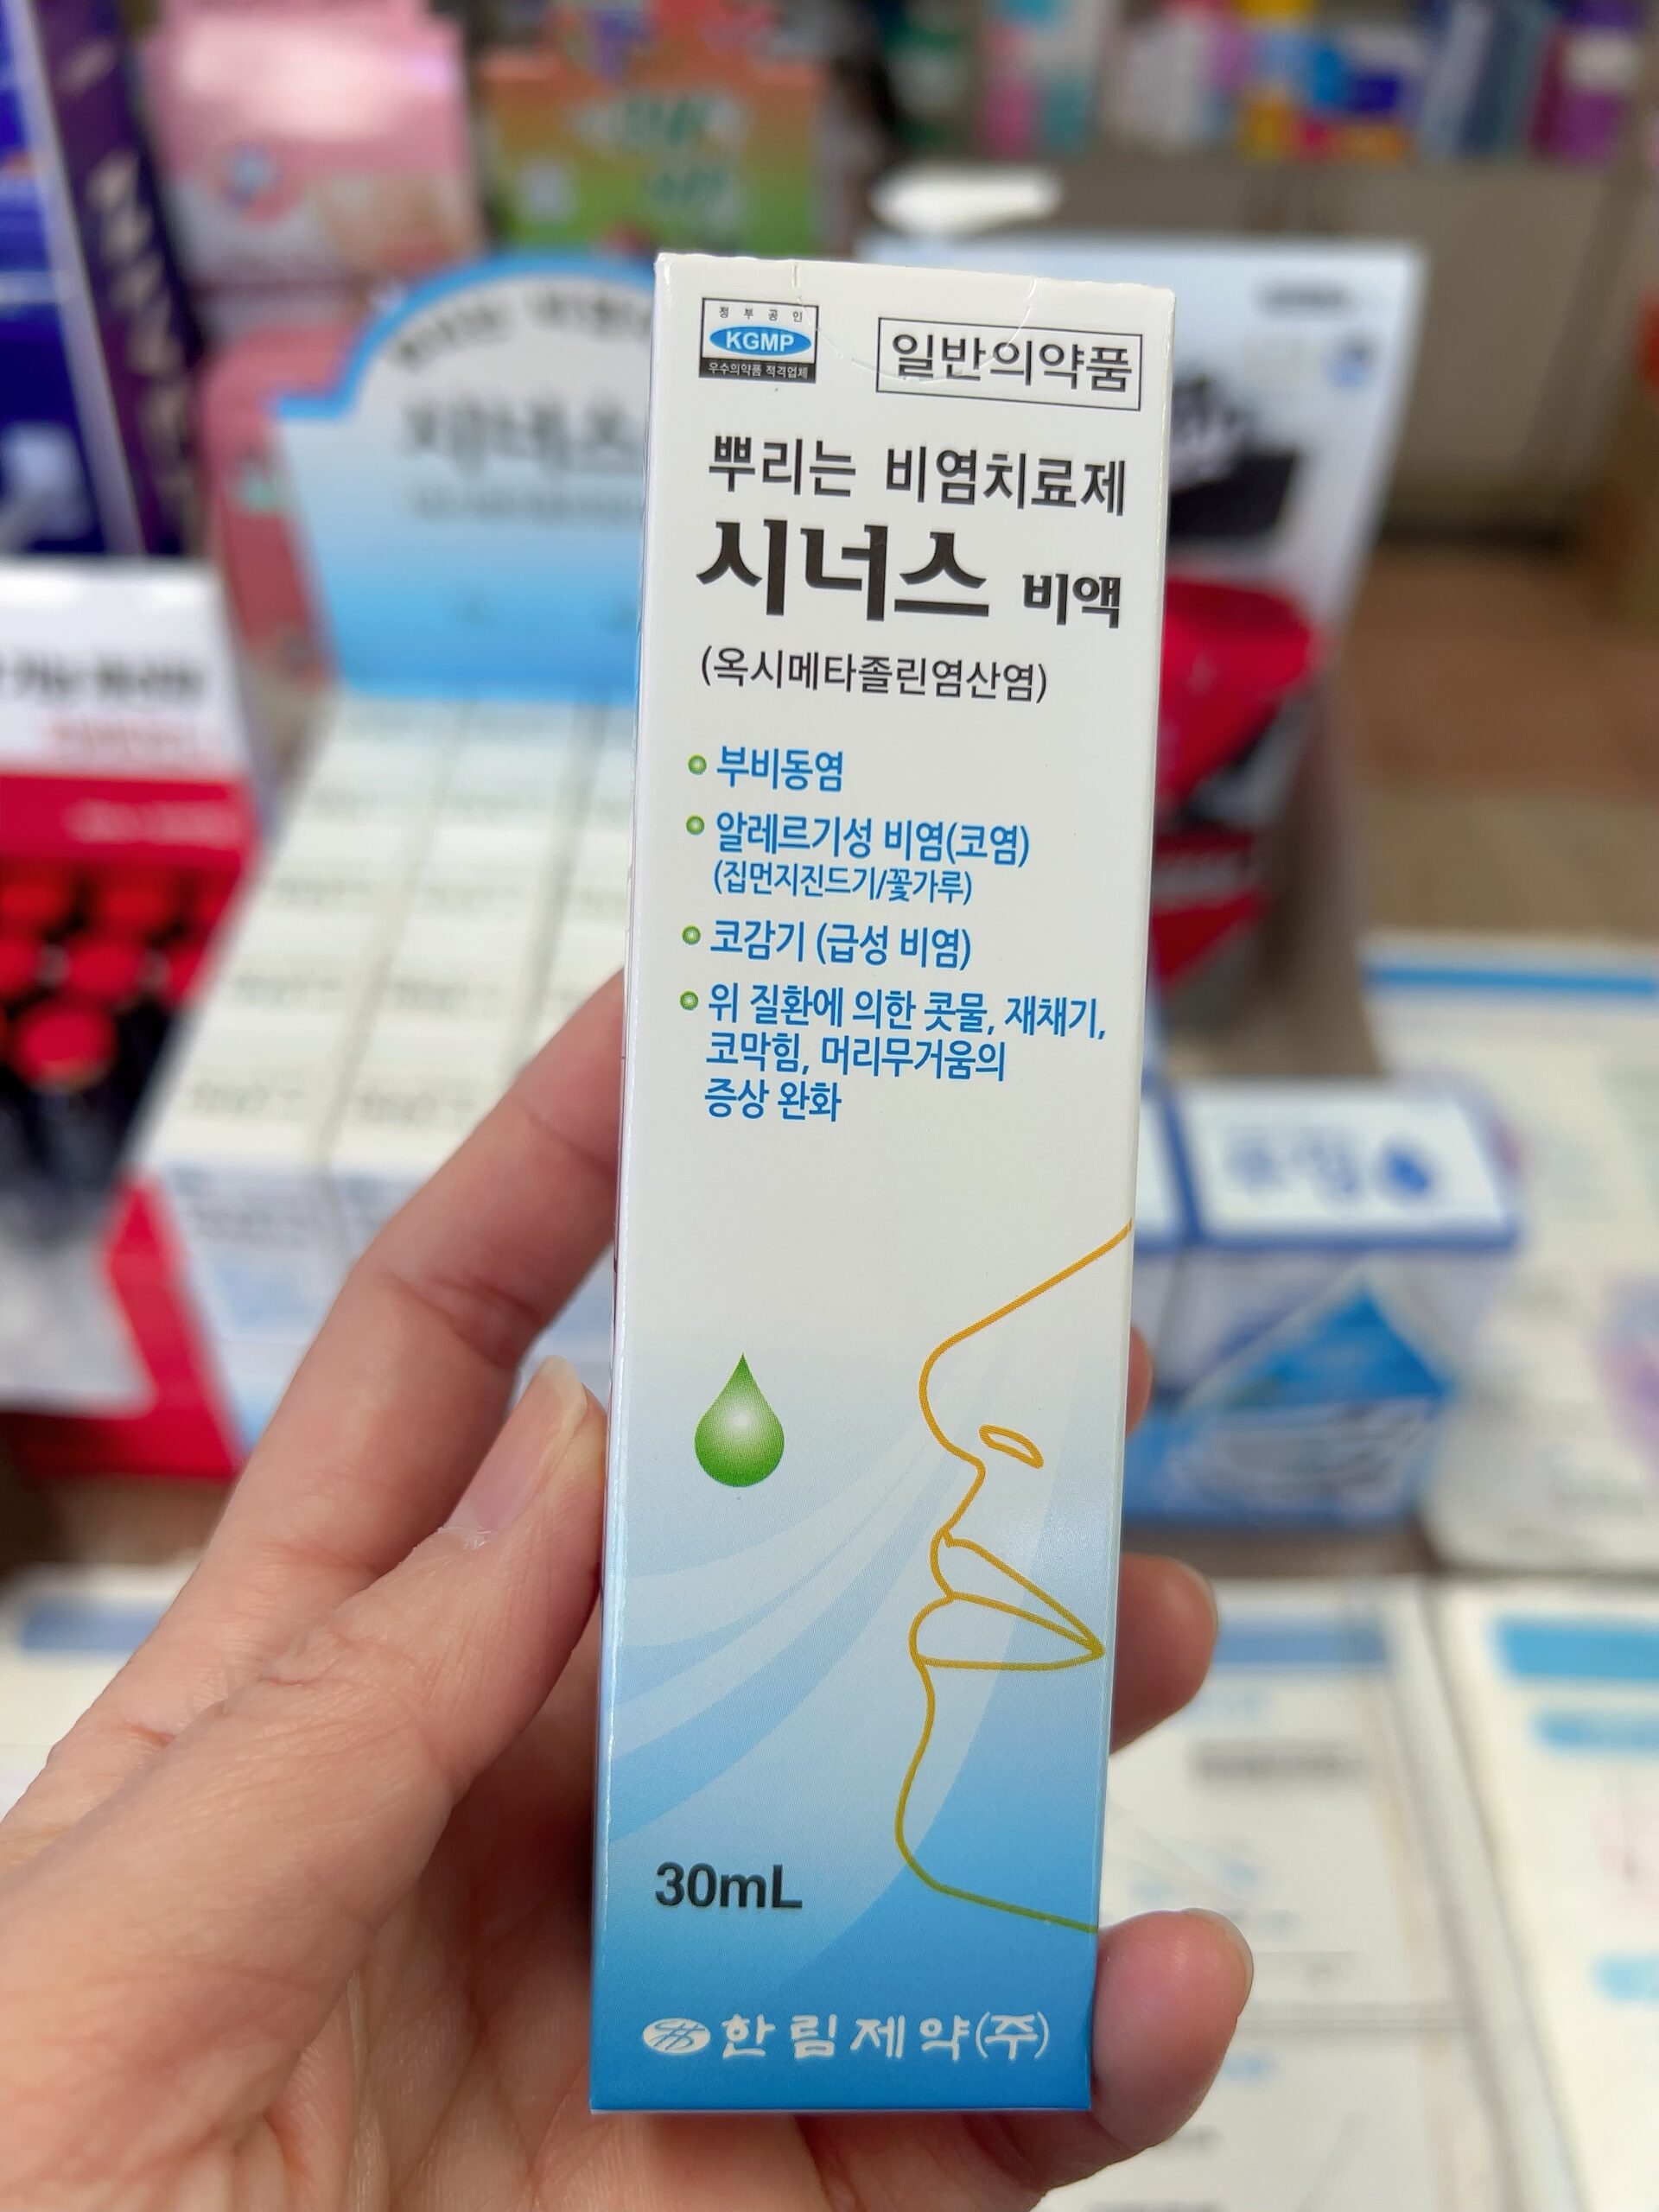 정부공인
KGMP
우수의약품 적격업체
일반의약품
뿌리는 비염치료제
시너스 비액
(옥시메타졸린염산염)
부비동염
알레르기성 비염(코염)
(집먼지진드기/꽃가루)
코감기 (급성 비염)
위 질환에 의한 콧물, 재채기,
코막힘, 머리무거움의
증상 완화
30mL
한림제약(주)